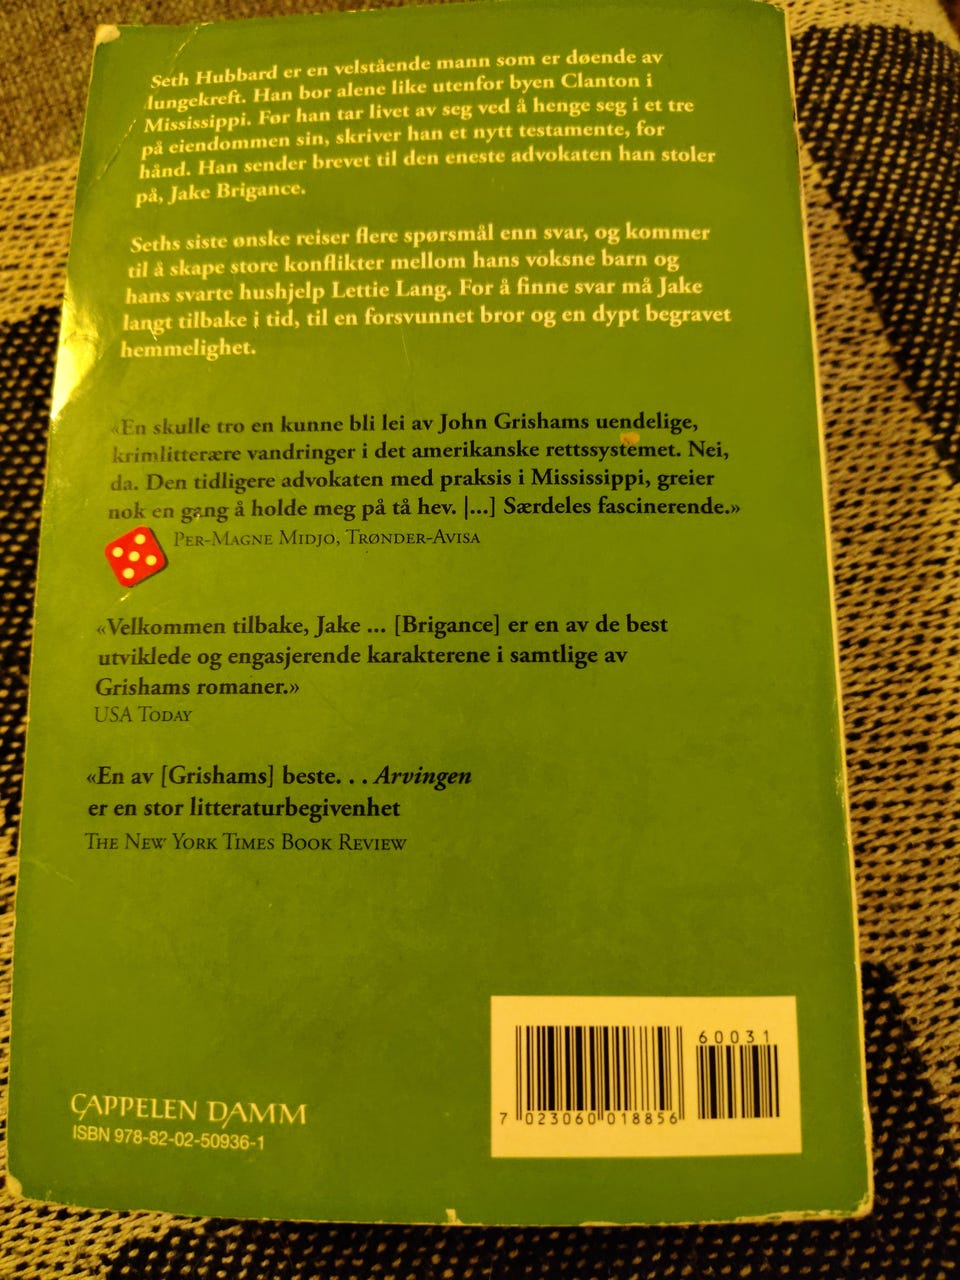 Seth Hubbard er en velstående mann som er døende av
lungekreft. Han bor alene like utenfor byen Clanton i
Mississippi. Før han tar livet av seg ved å henge seg i et tre
på eiendommen sin, skriver han et nytt testamente, for
hånd. Han sender brevet til den eneste advokaten han stoler
på, Jake Brigance.
Seths siste ønske reiser flere spørsmål enn svar, og kommer
til å skape store konflikter mellom hans voksne barn og
hans svarte hushjelp Lettie Lang. For å finne svar må Jake
langt tilbake i tid, til en forsvunnet bror og en dypt begravet
hemmelighet.
«En skulle tro en kunne bli lei av John Grishams uendelige,
krimlitterære vandringer i det amerikanske rettssystemet. Nei,
da. Den tidligere advokaten med praksis i Mississippi, greier
nok en gang å holde meg på tå hev. [...] Særdeles fascinerende.»
Per-Magne Midjo, Trønder-Avisa
«Velkommen tilbake, Jake ... [Brigance] er en av de best
utviklede og engasjerende karakterene i samtlige av
Grishams romaner.»
USA Today
«En av [Grishams] beste. . . Arvingen
er en stor litteraturbegivenhet
The New York Times Book Review
CAPPELEN DAMM
ISBN 978-82-02-50936-1
60031
7 023060 018856